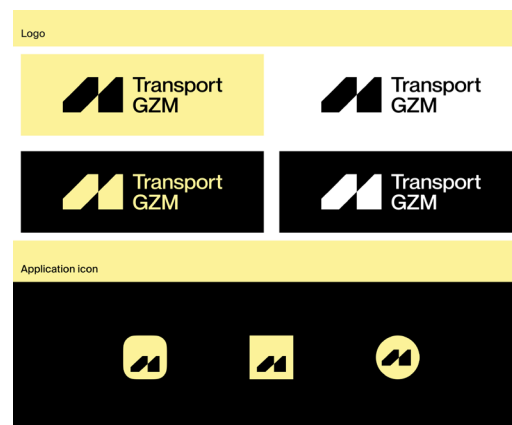 Logo
Transport
GZM
Transport
GZM
Transport
GZM
Transport
GZM
Application icon